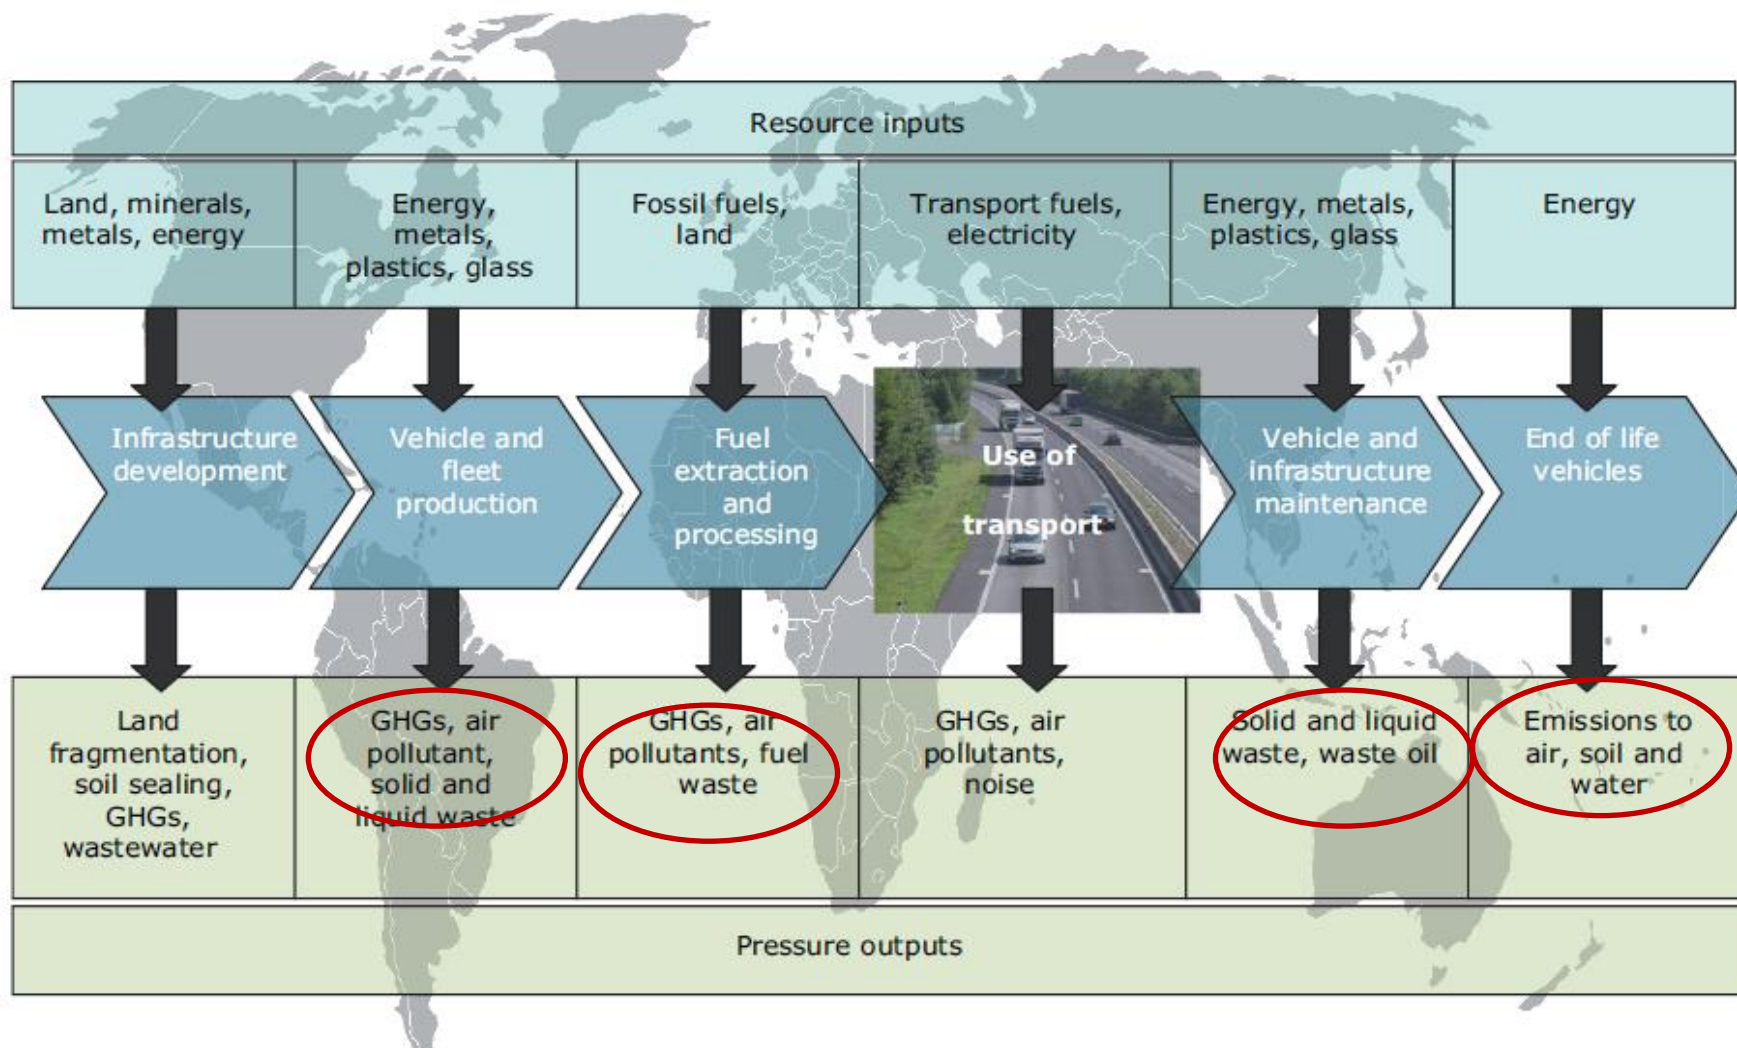 Resource inputs
Land, minerals,
metals, energy
Energy,
metals,
plastics, glass
Fossil fuels,
land
Transport fuels,
electricity
Energy, metals,
plastics, glass
Energy
Infrastructure
development
Vehicle and
fleet
production
Fuel
extraction
and
processing
Use of
transport
Vehicle and
infrastructure
maintenance
End of life
vehicles
Land
fragmentation,
soil sealing,
GHGs,
wastewater
GHGs, air
pollutant,
solid and
liquid waste
GHGs, air
pollutants, fuel
waste
GHGs, air
pollutants,
noise
Solid and liquid
waste, waste oil
Emissions to
air, soil and
water
Pressure outputs